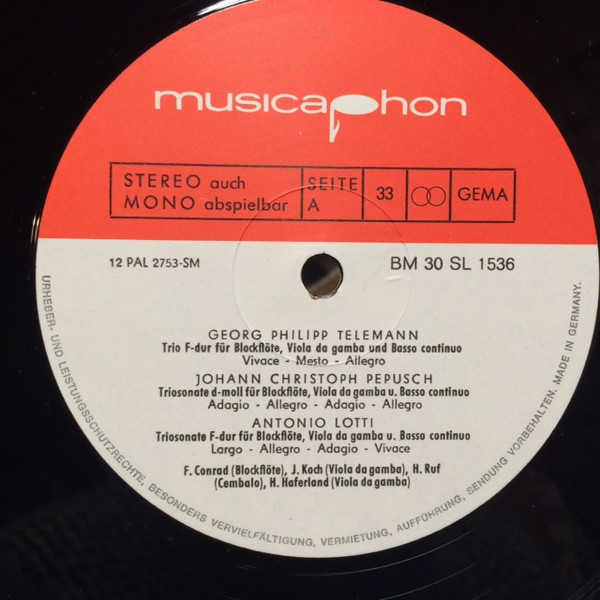 musicaphon
STEREO auch
MONO abspielbar
SEITE
A
33
GEMA
12 PAL 2753-SM
BM 30 SL 1536
GEORG PHILIPP TELEMANN
Trio F-dur für Blockflöte, Viola da gamba und Basso continuo
Vivace - Mesto - Allegro
JOHANN CHRISTOPH PEPUSCH
Triosonate d-moll für Blockflöte, Viola da gamba u. Basso continuo
Adagio - Allegro - Adagio - Allegro
ANTONIO LOTTI
Triosonate F-dur für Blockflöte, Viola da gamba u. Basso continuo
Largo - Allegro - Adagio - Vivace
F. Conrad (Blockflöte), J. Koch (Viola da gamba), H. Ruf
(Cembalo), H. Haferland (Viola da gamba)
URHEBER- UND LEISTUNGSSCHUTZRECHTE, BESONDERS VERVIELFÄLTIGUNG, VERMIETUNG, AUFFÜHRUNG, SENDUNG VORBEHALTEN. MADE IN GERMANY.